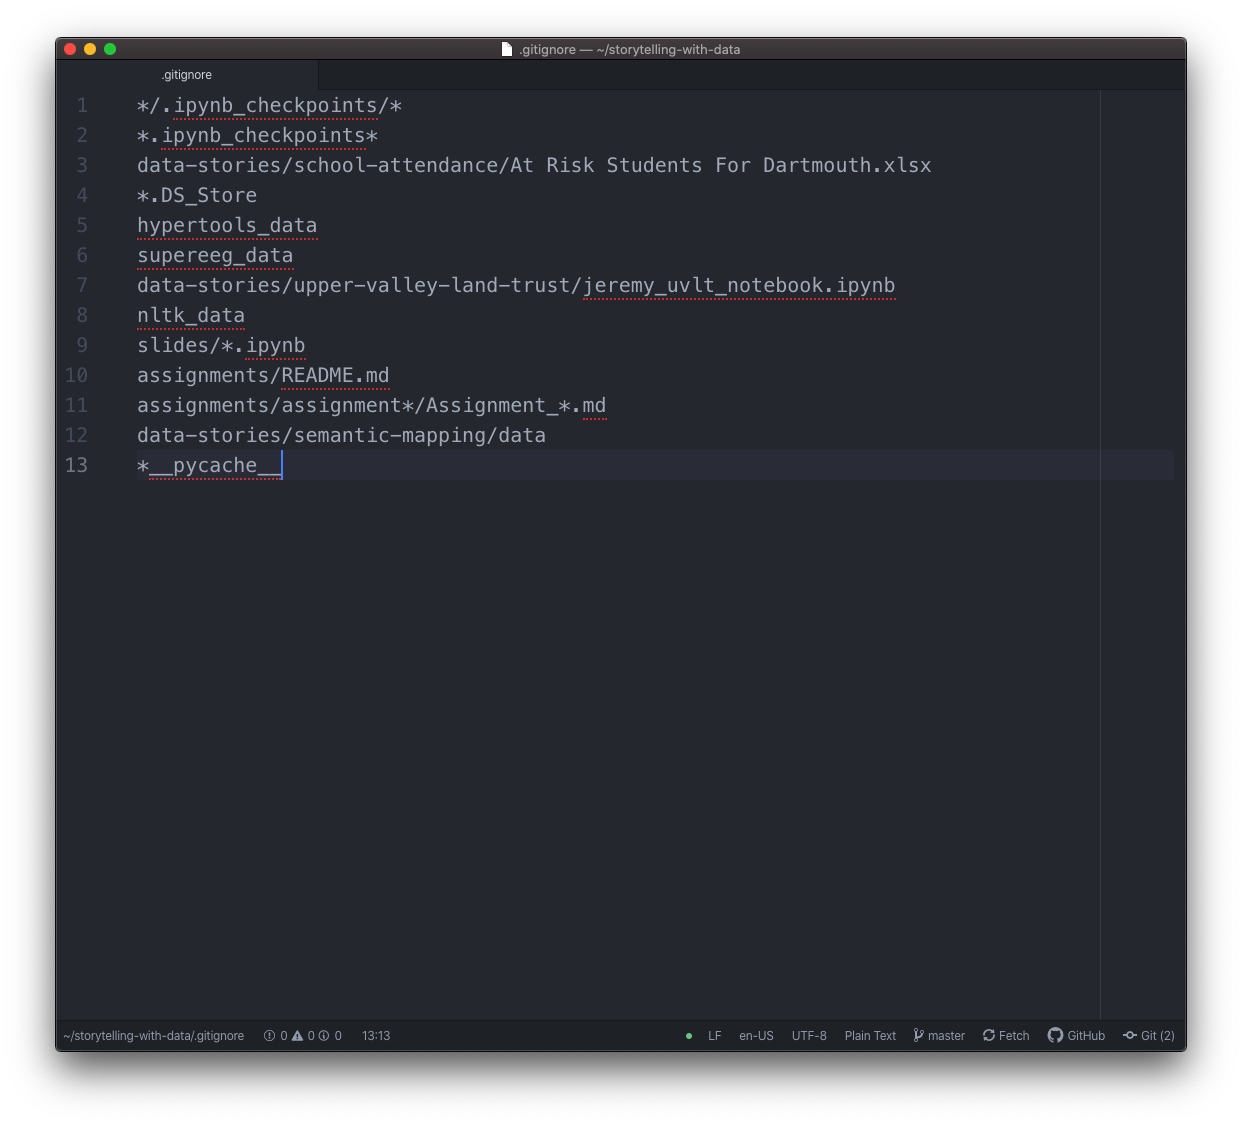 .gitignore — ~/storytelling-with-data
.gitignore
1 */.ipynb_checkpoints/*
2 *.ipynb_checkpoints*
3 data-stories/school-attendance/At Risk Students For Dartmouth.xlsx
4 *.DS_Store
5 hypertools_data
6 supereeg_data
7 data-stories/upper-valley-land-trust/jeremy_uvlt_notebook.ipynb
8 nltk_data
9 slides/*.ipynb
10 assignments/README.md
11 assignments/assignment*/Assignment_*.md
12 data-stories/semantic-mapping/data
13 *__pycache__
~/storytelling-with-data/.gitignore 0 0 0 13:13 LF en-US UTF-8 Plain Text master Fetch GitHub Git (2)